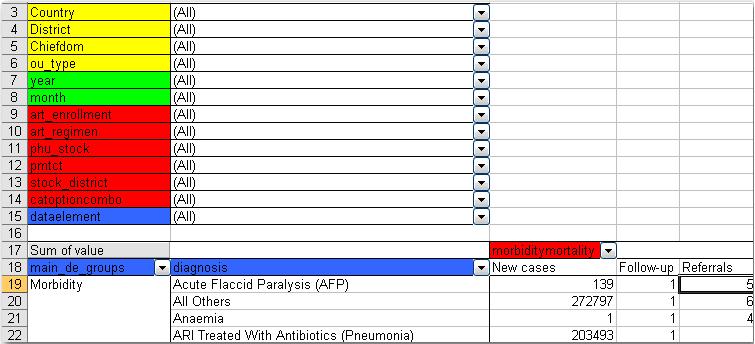 3 Country (All)
4 District (All)
5 Chiefdom (All)
6 ou_type (All)
7 year (All)
8 month (All)
9 art_enrollment (All)
10 art_regimen (All)
11 phu_stock (All)
12 pmtct (All)
13 stock_district (All)
14 catoptioncombo (All)
15 dataelement (All)
16
17 Sum of value morbiditymortality
18 main_de_groups diagnosis New cases Follow-up Referrals
19 Morbidity Acute Flaccid Paralysis (AFP) 139 1 5
20 All Others 272797 1 6
21 Anaemia 1 1 4
22 ARI Treated With Antibiotics (Pneumonia) 203493 1